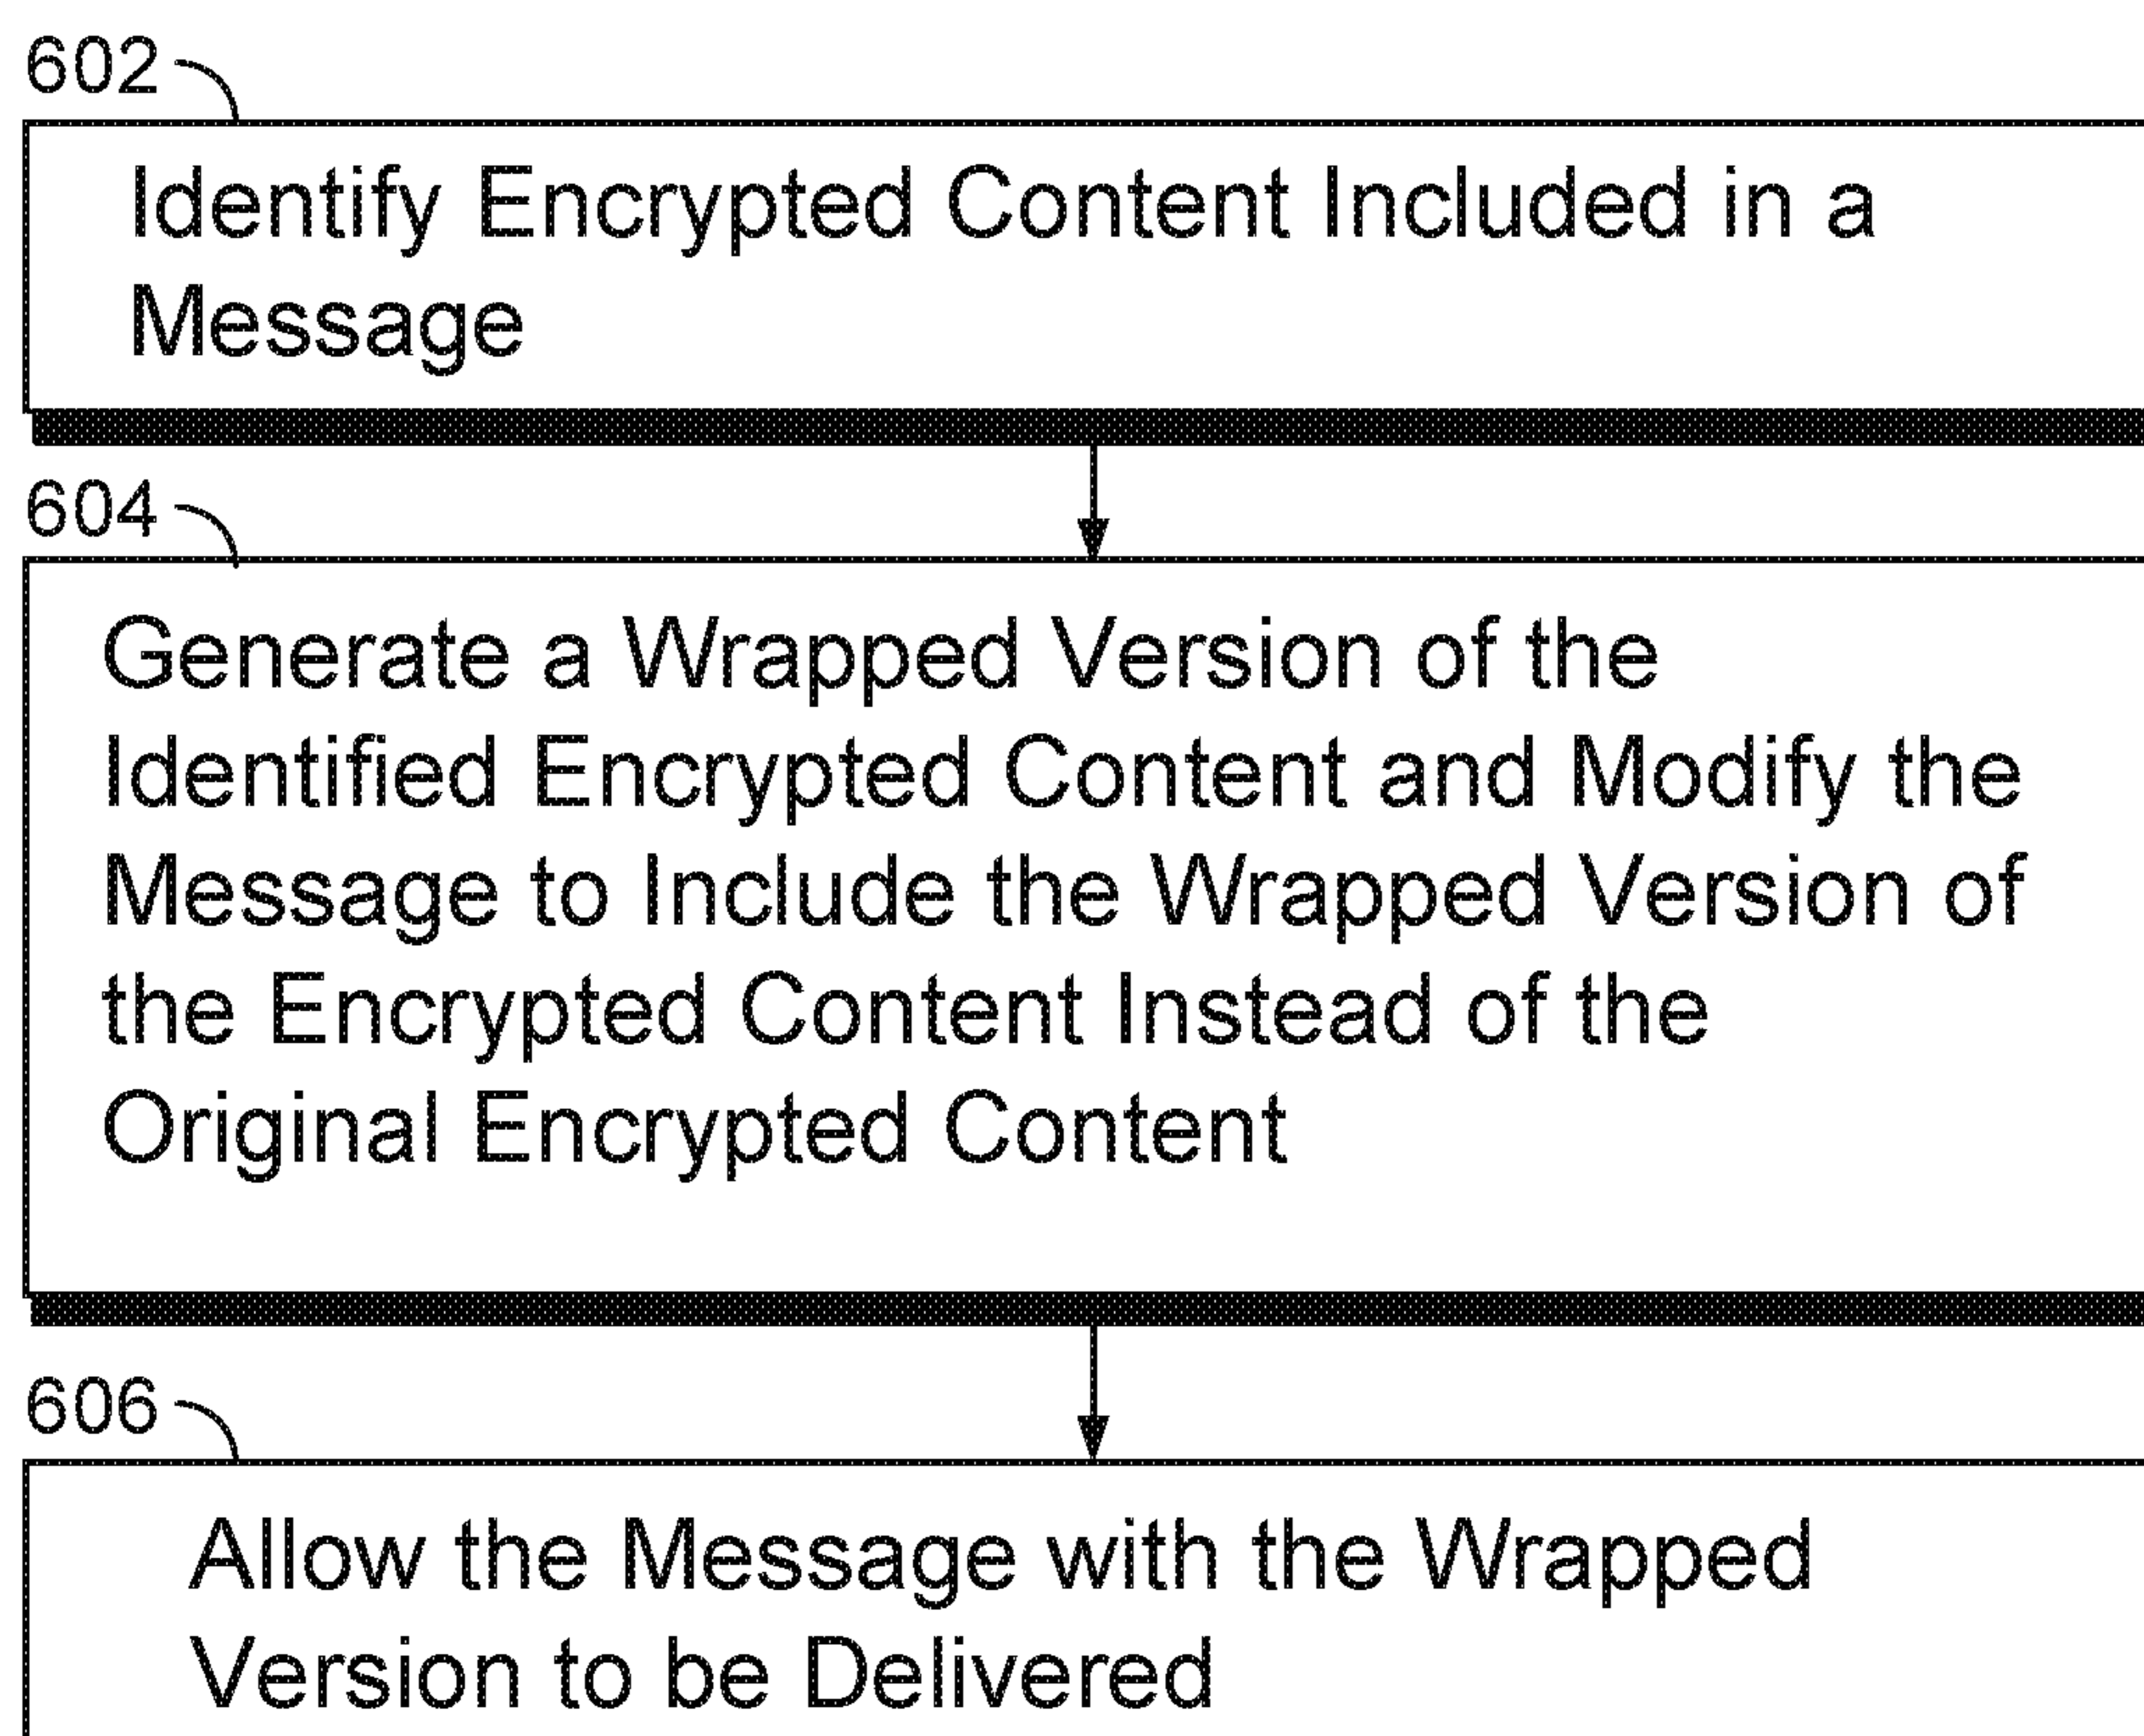 602
Identify Encrypted Content Included in a
Message
604
Generate a Wrapped Version of the
Identified Encrypted Content and Modify the
Message to Include the Wrapped Version of
the Encrypted Content Instead of the
Original Encrypted Content
606
Allow the Message with the Wrapped
Version to be Delivered